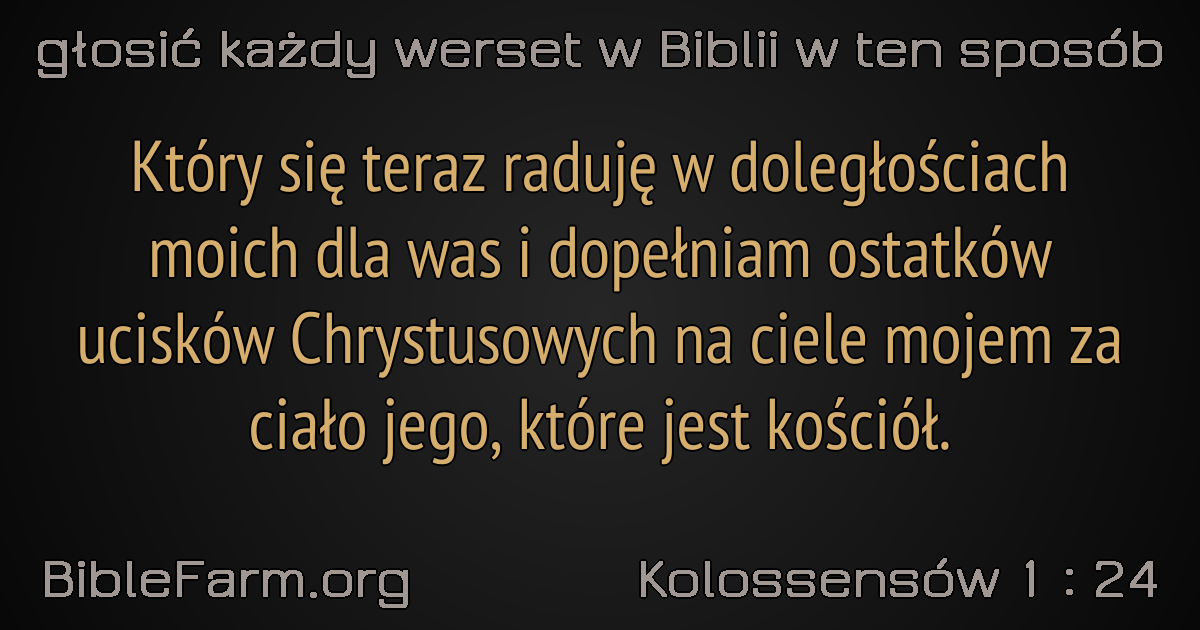 głosić każdy werset w Biblii w ten sposób
Który się teraz raduję w doległościach
moich dla was i dopełniam ostatków
ucisków Chrystusowych na ciele mojem za
ciało jego, które jest kościół.
BibleFarm.org
Kolossensów 1 : 24